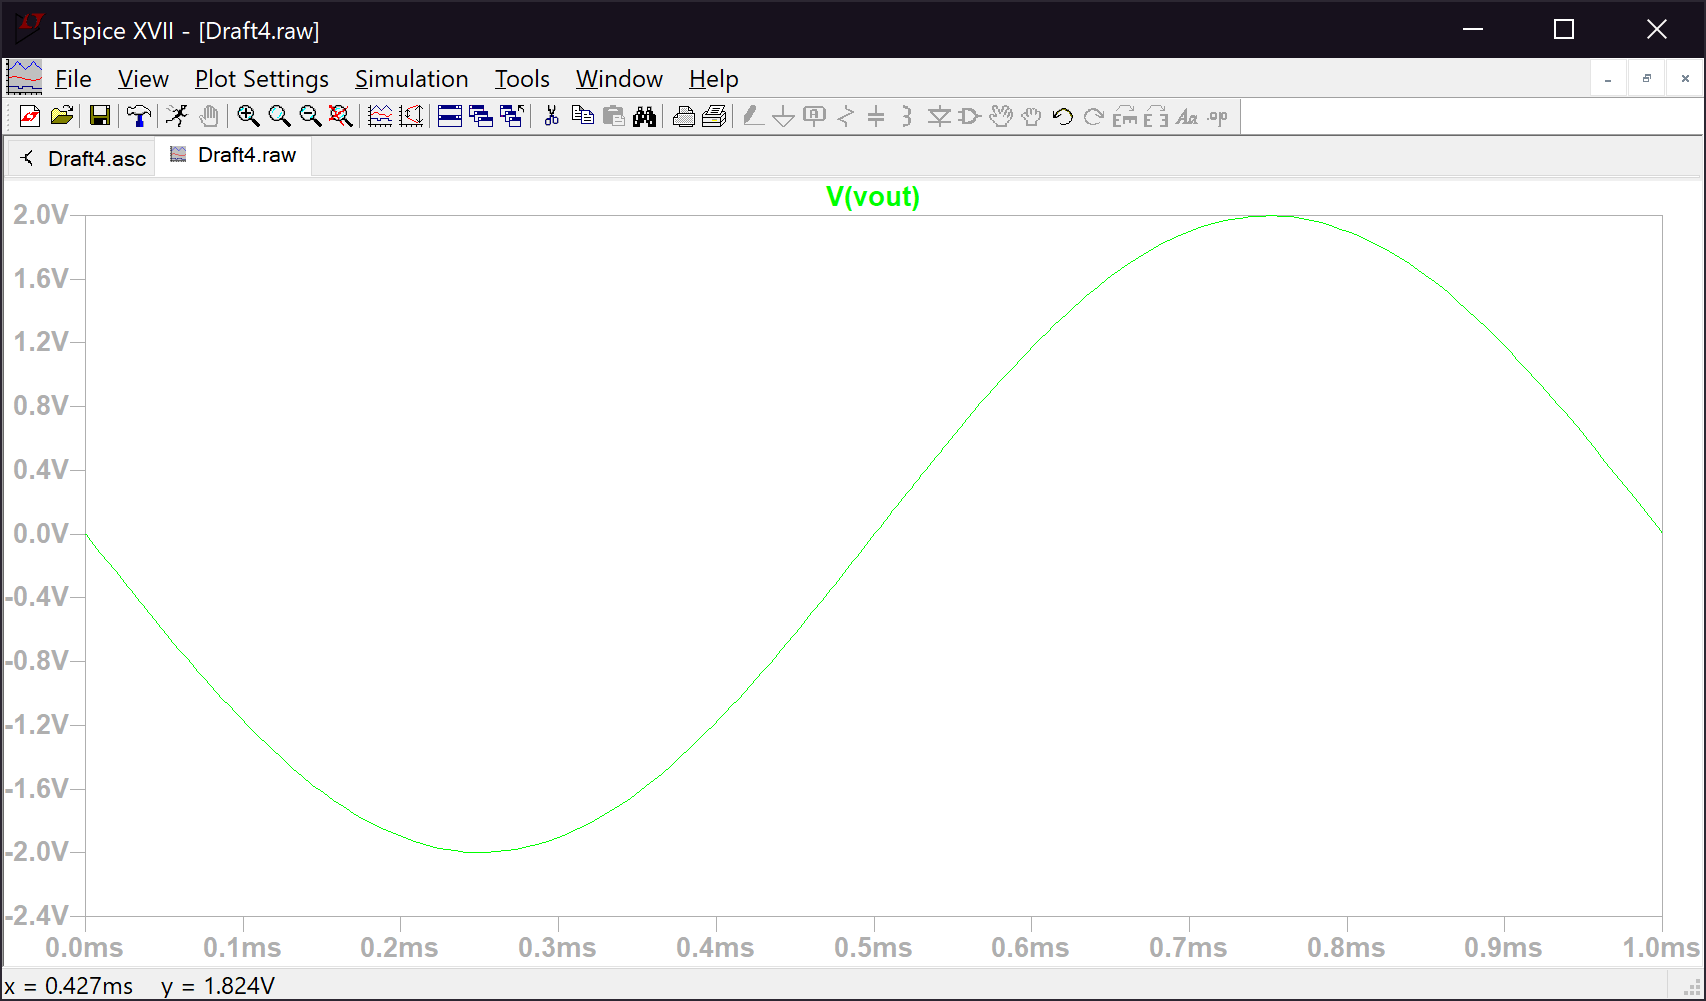 LTspice XVII - [Draft4.raw]
File View Plot Settings Simulation Tools Window Help
Draft4.asc Draft4.raw
V(vout)
2.0V
1.6V
1.2V
0.8V
0.4V
0.0V
-0.4V
-0.8V
-1.2V
-1.6V
-2.0V
-2.4V
0.0ms 0.1ms 0.2ms 0.3ms 0.4ms 0.5ms 0.6ms 0.7ms 0.8ms 0.9ms 1.0ms
x = 0.427ms y = 1.824V